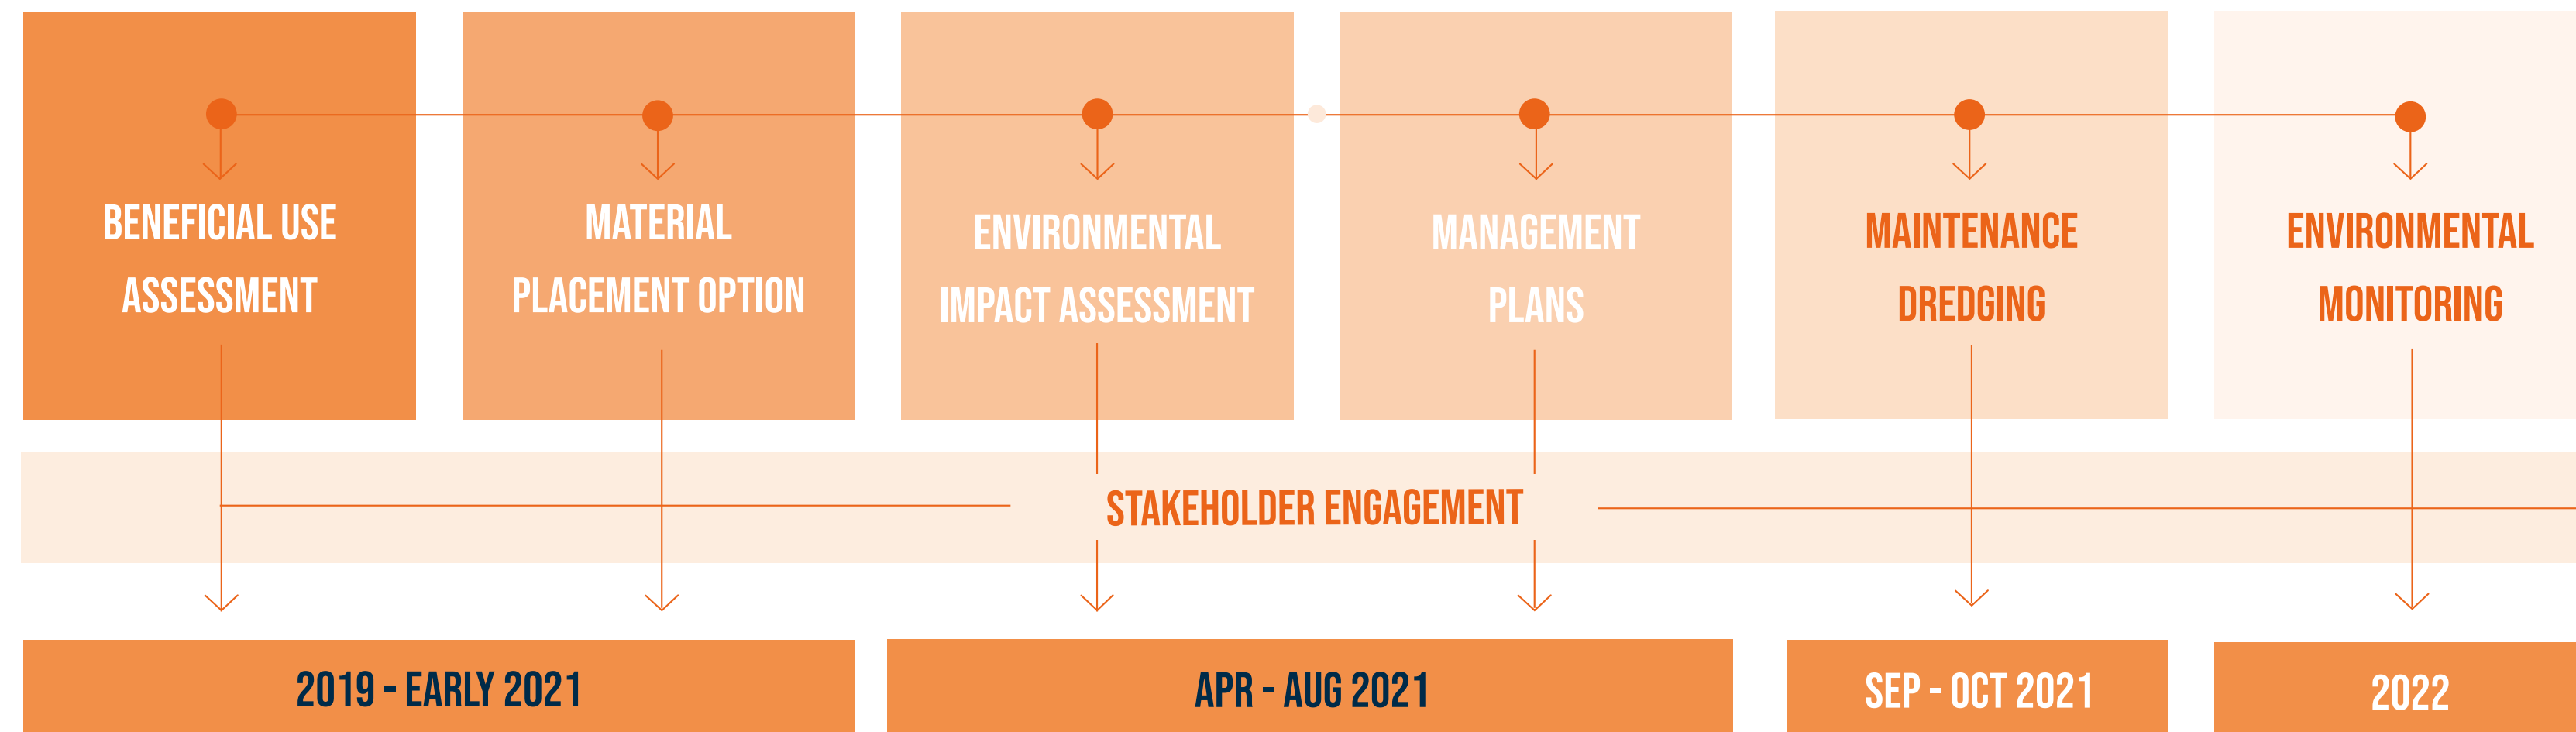 BENEFICIAL USE
ASSESSMENT
MATERIAL
PLACEMENT OPTION
ENVIRONMENTAL
IMPACT ASSESSMENT
MANAGEMENT
PLANS
MAINTENANCE
DREDGING
ENVIRONMENTAL
MONITORING
STAKEHOLDER ENGAGEMENT
2019 - EARLY 2021
APR - AUG 2021
SEP - OCT 2021
2022